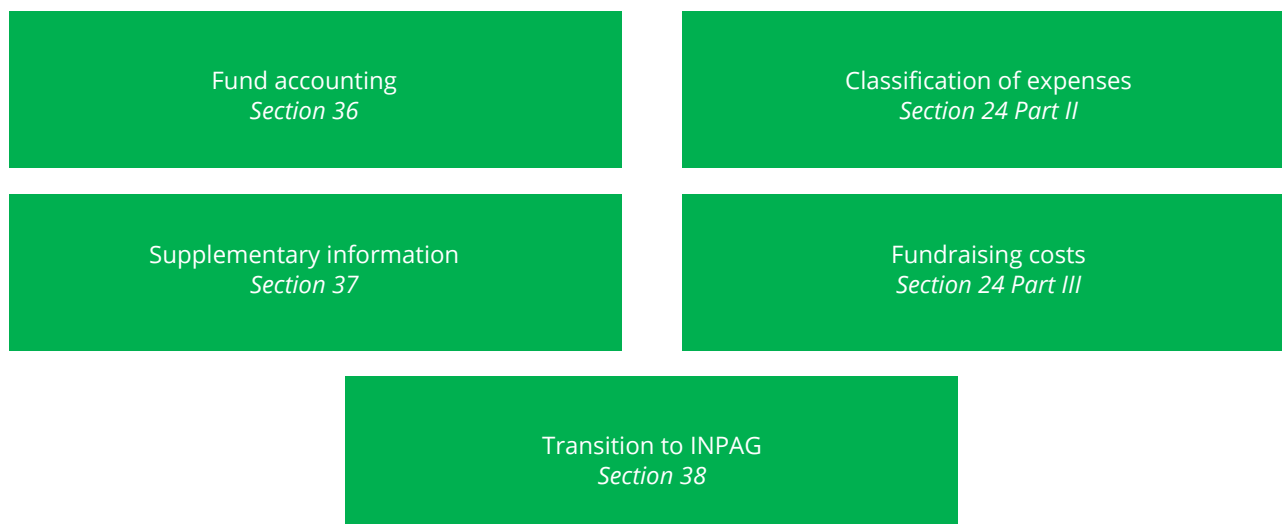 Fund accounting
Section 36
Classification of expenses
Section 24 Part II
Supplementary information
Section 37
Fundraising costs
Section 24 Part III
Transition to INPAG
Section 38